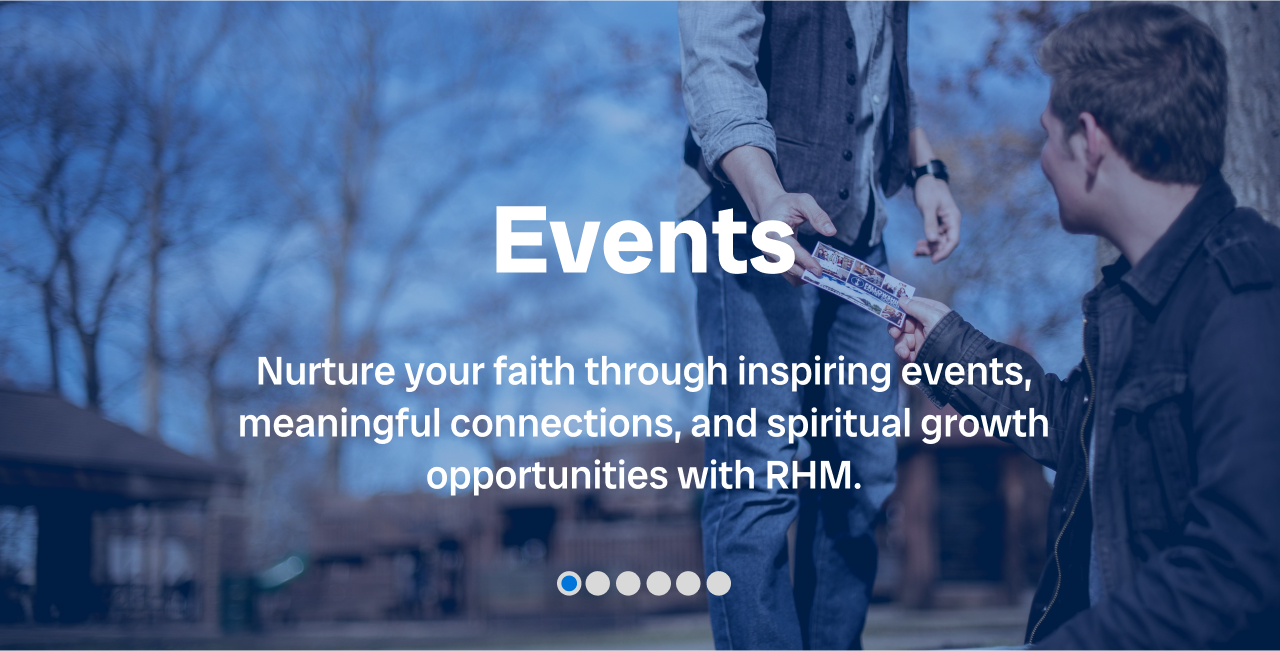 Events
Nurture your faith through inspiring events,
meaningful connections, and spiritual growth
opportunities with RHM.